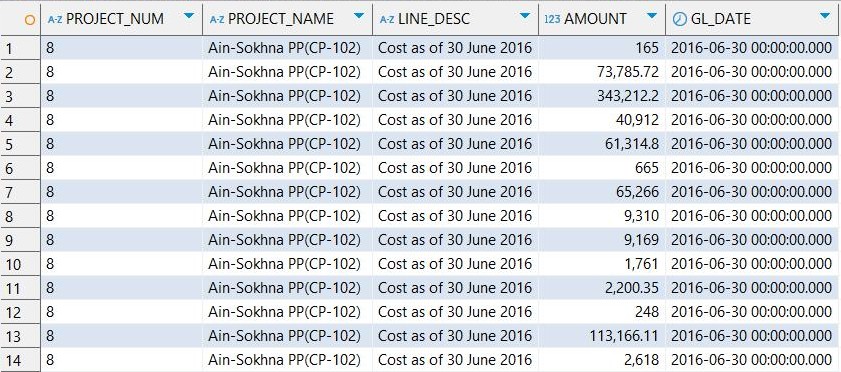 A-Z PROJECT_NUM A-Z PROJECT_NAME A-Z LINE_DESC 123 AMOUNT GL_DATE
1 8 Ain-Sokhna PP(CP-102) Cost as of 30 June 2016 165 2016-06-30 00:00:00.000
2 8 Ain-Sokhna PP(CP-102) Cost as of 30 June 2016 73,785.72 2016-06-30 00:00:00.000
3 8 Ain-Sokhna PP(CP-102) Cost as of 30 June 2016 343,212.2 2016-06-30 00:00:00.000
4 8 Ain-Sokhna PP(CP-102) Cost as of 30 June 2016 40,912 2016-06-30 00:00:00.000
5 8 Ain-Sokhna PP(CP-102) Cost as of 30 June 2016 61,314.8 2016-06-30 00:00:00.000
6 8 Ain-Sokhna PP(CP-102) Cost as of 30 June 2016 665 2016-06-30 00:00:00.000
7 8 Ain-Sokhna PP(CP-102) Cost as of 30 June 2016 65,266 2016-06-30 00:00:00.000
8 8 Ain-Sokhna PP(CP-102) Cost as of 30 June 2016 9,310 2016-06-30 00:00:00.000
9 8 Ain-Sokhna PP(CP-102) Cost as of 30 June 2016 9,169 2016-06-30 00:00:00.000
10 8 Ain-Sokhna PP(CP-102) Cost as of 30 June 2016 1,761 2016-06-30 00:00:00.000
11 8 Ain-Sokhna PP(CP-102) Cost as of 30 June 2016 2,200.35 2016-06-30 00:00:00.000
12 8 Ain-Sokhna PP(CP-102) Cost as of 30 June 2016 248 2016-06-30 00:00:00.000
13 8 Ain-Sokhna PP(CP-102) Cost as of 30 June 2016 113,166.11 2016-06-30 00:00:00.000
14 8 Ain-Sokhna PP(CP-102) Cost as of 30 June 2016 2,618 2016-06-30 00:00:00.000